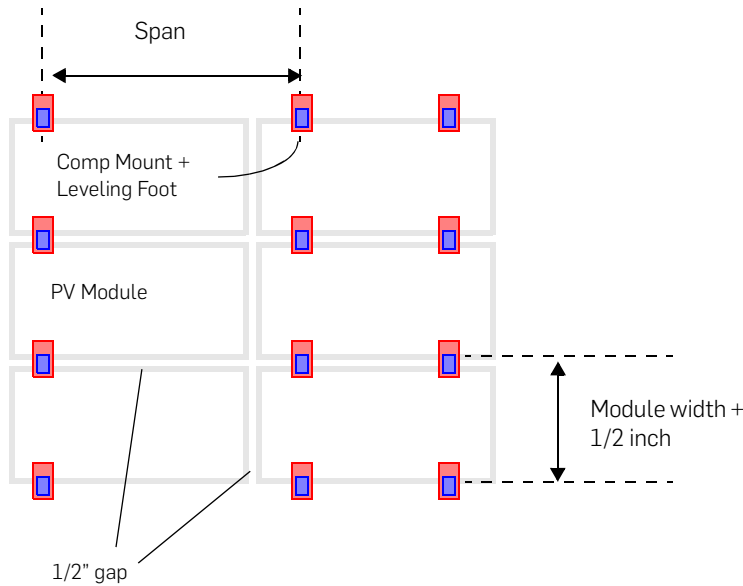 Span
Comp Mount +
Leveling Foot
PV Module
Module width +
1/2 inch
1/2" gap